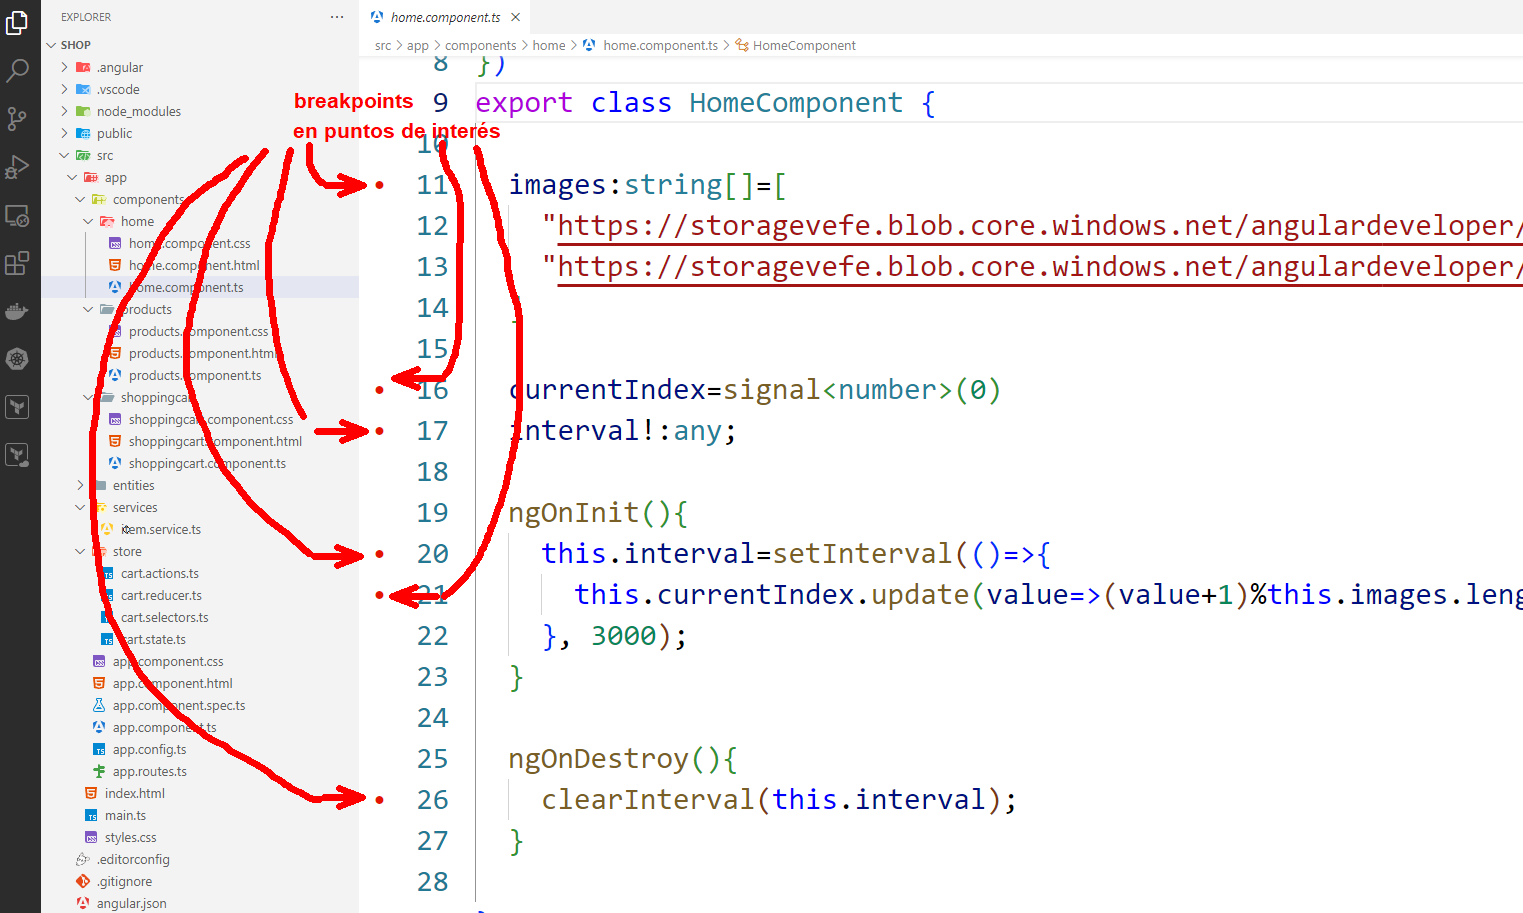 EXPLORER
SHOP
.angular
.vscode
node_modules
public
src
app
components
home
home.component.css
home.component.html
home.component.ts
products
products.component.css
products.component.html
products.component.ts
shoppingcart
shoppingcart.component.css
shoppingcart.component.html
shoppingcart.component.ts
entities
services
item.service.ts
store
cart.actions.ts
cart.reducer.ts
cart.selectors.ts
cart.state.ts
app.component.css
app.component.html
app.component.spec.ts
app.component.ts
app.config.ts
app.routes.ts
index.html
main.ts
styles.css
.editorconfig
.gitignore
angular.json
breakpoints
en puntos de interés
home.component.ts
src > app > components > home > home.component.ts > HomeComponent
8 })
9 export class HomeComponent {
10
11 images:string[]=[
12 "https://storagevefe.blob.core.windows.net/angulardeveloper/
13 "https://storagevefe.blob.core.windows.net/angulardeveloper/
14
15
16 currentIndex=signal<number>(0)
17 interval!:any;
18
19 ngOnInit(){
20 this.interval=setInterval(()=>{
21 this.currentIndex.update(value=>(value+1)%this.images.leng
22 }, 3000);
23 }
24
25 ngOnDestroy(){
26 clearInterval(this.interval);
27 }
28